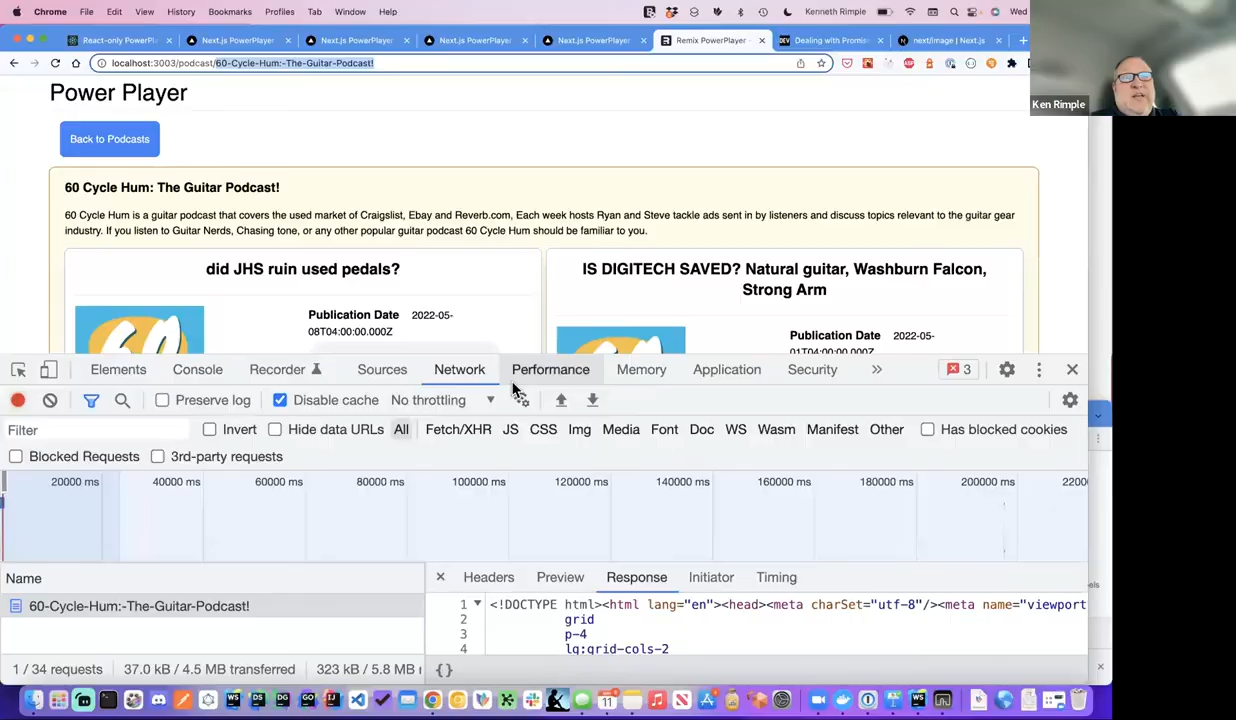 Chrome File Edit View History Bookmarks Profiles Tab Window Help Kenneth Rimple Wed
React-only PowerPl Next.js PowerPlayer Next.js PowerPlayer Next.js PowerPlayer Next.js PowerPlayer Remix PowerPlayer Dealing with Promis next/image | Next.js
localhost:3003/podcast/60-Cycle-Hum:-The-Guitar-Podcast!
Ken Rimple
Power Player
Back to Podcasts
60 Cycle Hum: The Guitar Podcast!
60 Cycle Hum is a guitar podcast that covers the used market of Craigslist, Ebay and Reverb.com, Each week hosts Ryan and Steve tackle ads sent in by listeners and discuss topics relevant to the guitar gear
industry. If you listen to Guitar Nerds, Chasing tone, or any other popular guitar podcast 60 Cycle Hum should be familiar to you.
did JHS ruin used pedals?
Publication Date 2022-05-
08T04:00:00.000Z
IS DIGITECH SAVED? Natural guitar, Washburn Falcon,
Strong Arm
Publication Date 2022-05-
01T04:00:00.000Z
Elements Console Recorder Sources Network Performance Memory Application Security 3
Preserve log Disable cache No throttling
Filter Invert Hide data URLs All Fetch/XHR JS CSS Img Media Font Doc WS Wasm Manifest Other Has blocked cookies
Blocked Requests 3rd-party requests
20000 ms 40000 ms 60000 ms 80000 ms 100000 ms 120000 ms 140000 ms 160000 ms 180000 ms 200000 ms 2200
Name
60-Cycle-Hum:-The-Guitar-Podcast!
1 / 34 requests 37.0 kB / 4.5 MB transferred 323 kB / 5.8 MB
Headers Preview Response Initiator Timing
1 <!DOCTYPE html><html lang="en"><head><meta charSet="utf-8"/><meta name="viewport
2 grid
3 p-4
4 lg:grid-cols-2
{}